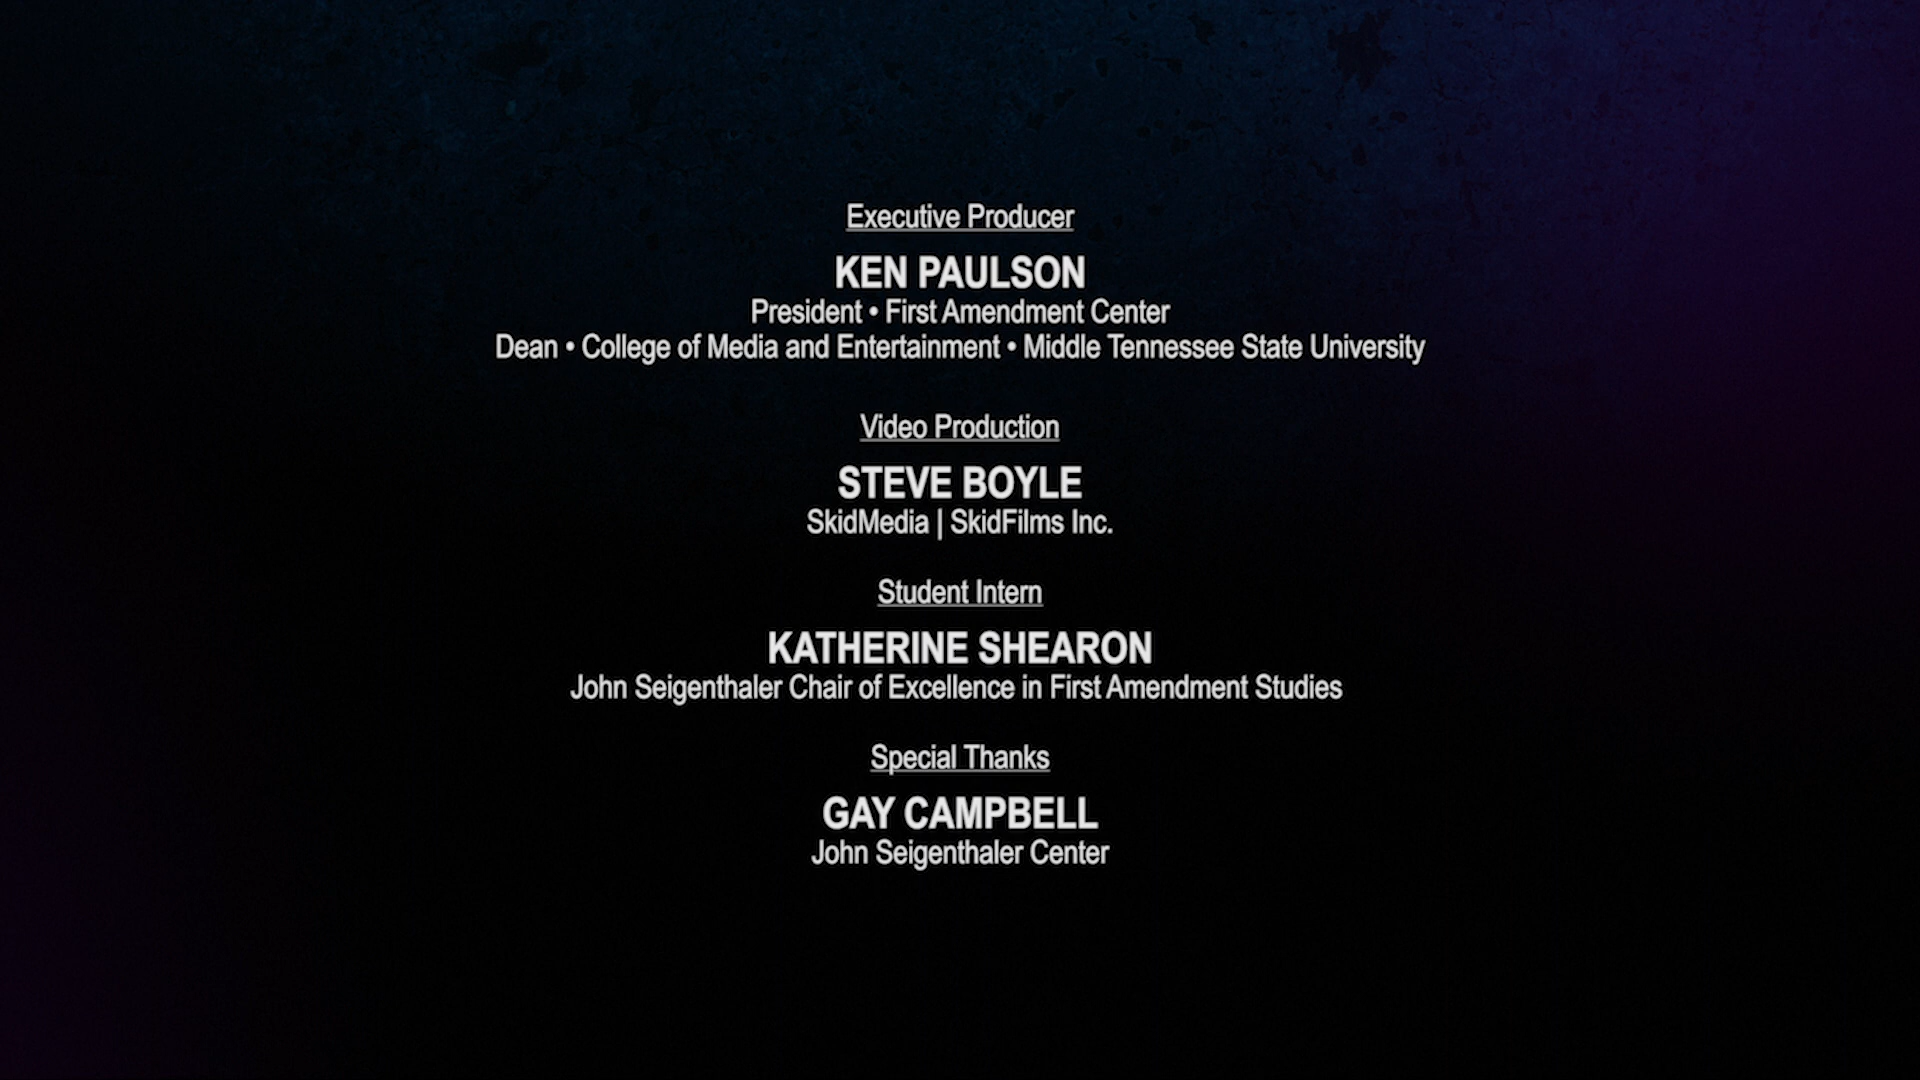 Executive Producer
KEN PAULSON
President • First Amendment Center
Dean • College of Media and Entertainment • Middle Tennessee State University
Video Production
STEVE BOYLE
SkidMedia | SkidFilms Inc.
Student Intern
KATHERINE SHEARON
John Seigenthaler Chair of Excellence in First Amendment Studies
Special Thanks
GAY CAMPBELL
John Seigenthaler Center